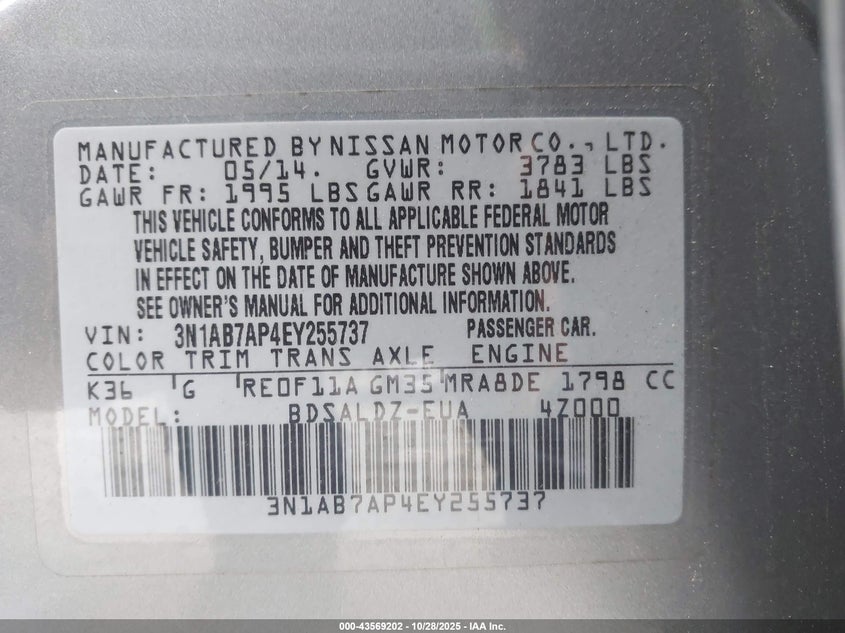 MANUFACTURED BY NISSAN MOTOR CO., LTD.
DATE: 05/14. GVWR: 3783 LBS
GAWR FR: 1995 LBS GAWR RR: 1841 LBS
THIS VEHICLE CONFORMS TO ALL APPLICABLE FEDERAL MOTOR
VEHICLE SAFETY, BUMPER AND THEFT PREVENTION STANDARDS
IN EFFECT ON THE DATE OF MANUFACTURE SHOWN ABOVE.
SEE OWNER'S MANUAL FOR ADDITIONAL INFORMATION.
VIN: 3N1AB7AP4EY255737 PASSENGER CAR.
COLOR TRIM TRANS AXLE ENGINE
K36 G RE0F11A GM35 MRA8DE 1798 CC
MODEL: BDSALDZ-EUA 4Z000
3N1AB7AP4EY255737
000-43569202 - 10/28/2025 - IAA Inc.